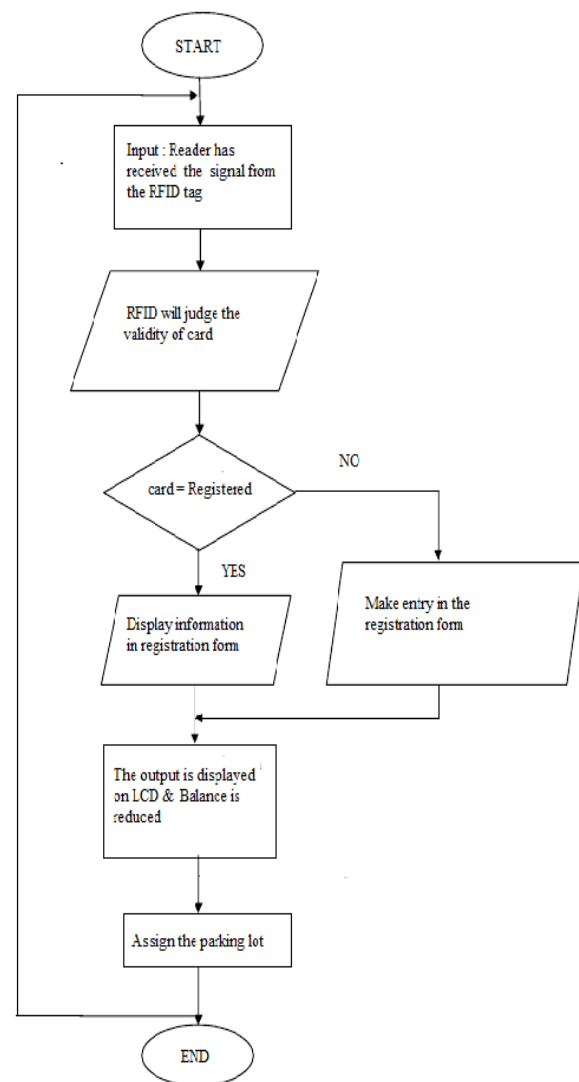 START
Input : Reader has
received the signal from
the RFID tag
RFID will judge the
validity of card
card = Registered
NO
YES
Display information
in registration form
Make entry in the
registration form
The output is displayed
on LCD & Balance is
reduced
Assign the parking lot
END